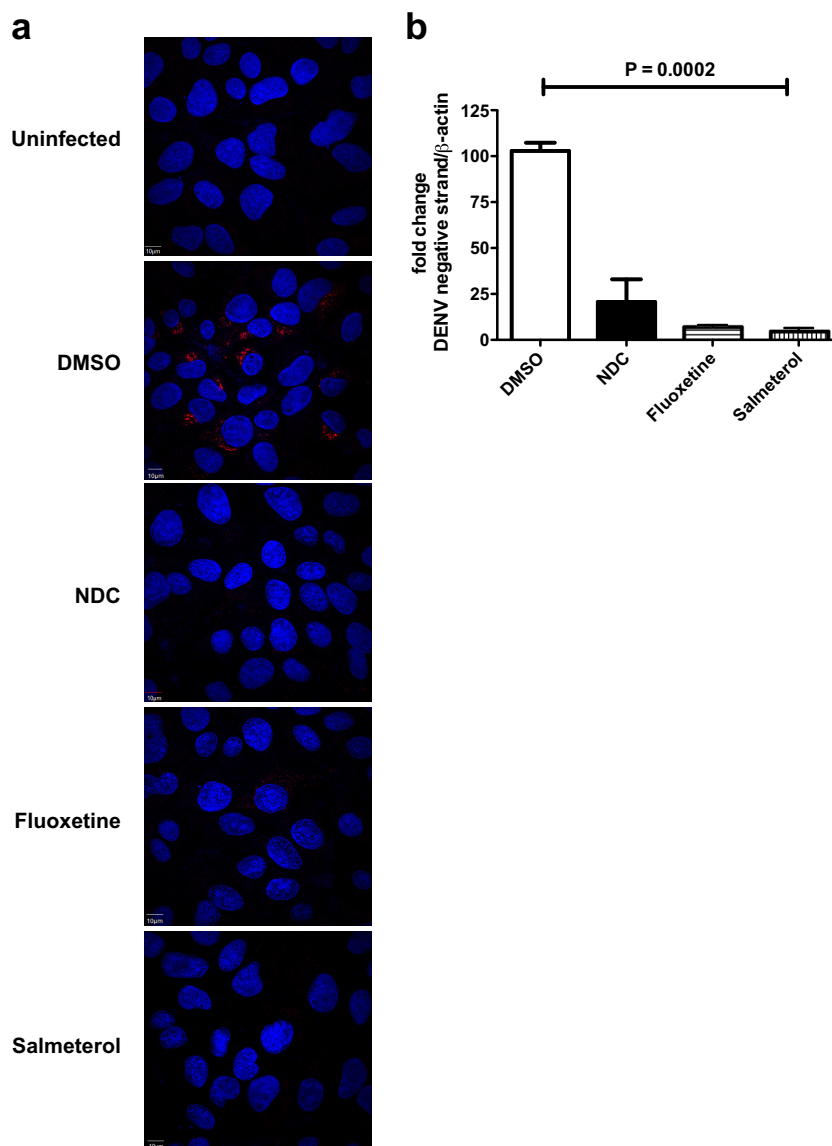 a
Uninfected
10µm
DMSO
10µm
NDC
10µm
Fluoxetine
10µm
Salmeterol
10µm
b
P = 0.0002
fold change
DENV negative strand/β-actin
125
100
75
50
25
0
DMSO
NDC
Fluoxetine
Salmeterol